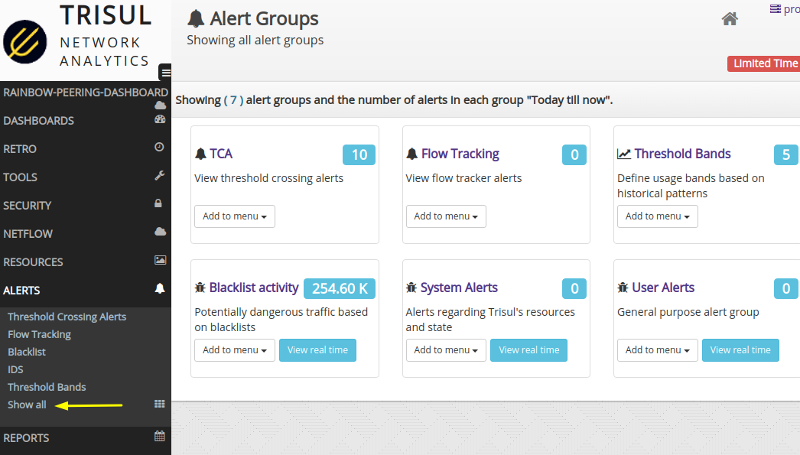 TRISUL
NETWORK
ANALYTICS
Alert Groups
Showing all alert groups
pro
Limited Time
RAINBOW-PEERING-DASHBOARD
DASHBOARDS
RETRO
TOOLS
SECURITY
NETFLOW
RESOURCES
ALERTS
Threshold Crossing Alerts
Flow Tracking
Blacklist
IDS
Threshold Bands
Show all
REPORTS
Showing ( 7 ) alert groups and the number of alerts in each group "Today till now".
TCA 10
View threshold crossing alerts
Add to menu
Flow Tracking 0
View flow tracker alerts
Add to menu
Threshold Bands 5
Define usage bands based on
historical patterns
Add to menu
Blacklist activity 254.60 K
Potentially dangerous traffic based
on blacklists
Add to menu View real time
System Alerts 0
Alerts regarding Trisul's resources
and state
Add to menu View real time
User Alerts 0
General purpose alert group
Add to menu View real time